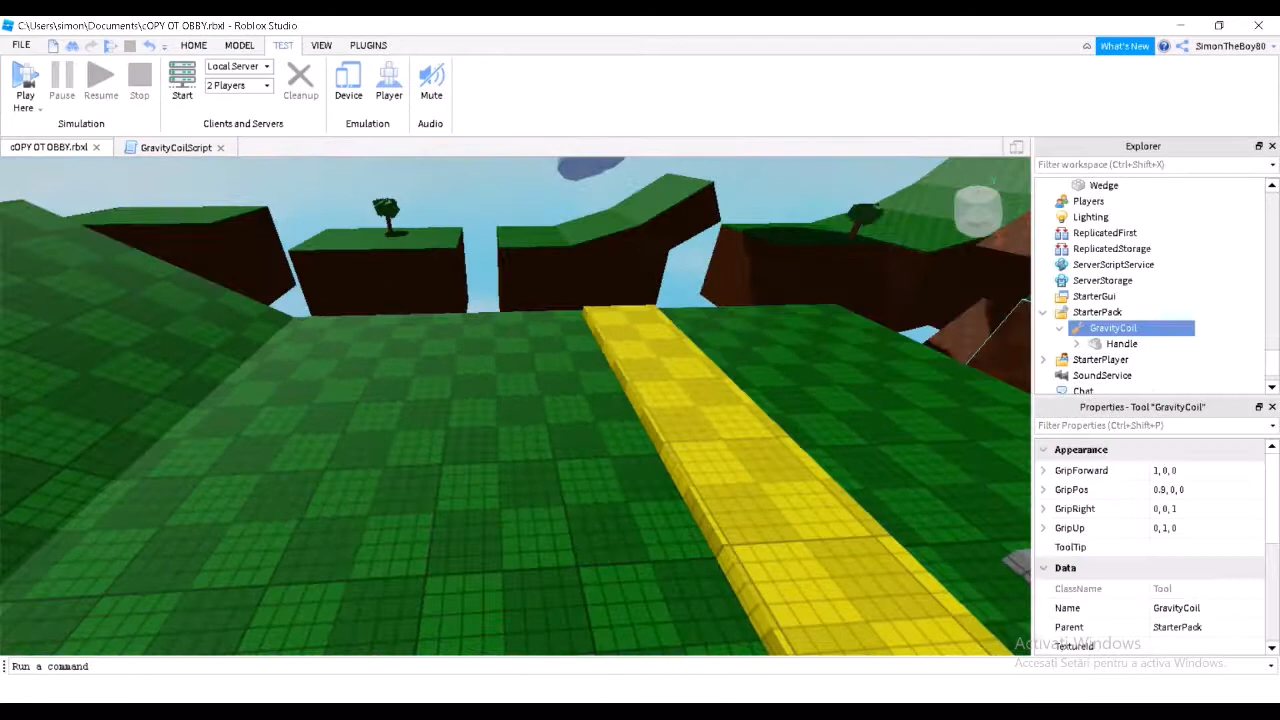 C:\Users\simon\Documents\cOPY OT OBBY.rbxl - Roblox Studio
FILE HOME MODEL TEST VIEW PLUGINS What's New SimonTheBoy80
Play Here Pause Resume Stop
Simulation
Start Local Server 2 Players Cleanup
Clients and Servers
Device Player
Emulation
Mute
Audio
cOPY OT OBBY.rbxl GravityCoilScript
Explorer
Filter workspace (Ctrl+Shift+X)
Wedge
Players
Lighting
ReplicatedFirst
ReplicatedStorage
ServerScriptService
ServerStorage
StarterGui
StarterPack
GravityCoil
Handle
StarterPlayer
SoundService
Chat
Properties - Tool "GravityCoil"
Filter Properties (Ctrl+Shift+P)
Appearance
GripForward 1,0,0
GripPos 0.9,0,0
GripRight 0,0,1
GripUp 0,1,0
ToolTip
Data
ClassName Tool
Name GravityCoil
Parent StarterPack
TextureId
Activați Windows
Accesați Setări pentru a activa Windows.
Run a command